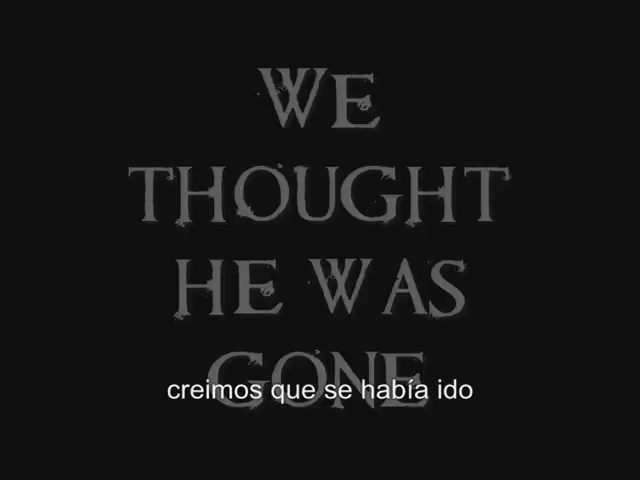 WE
THOUGHT
HE WAS
GONE
creimos que se había ido